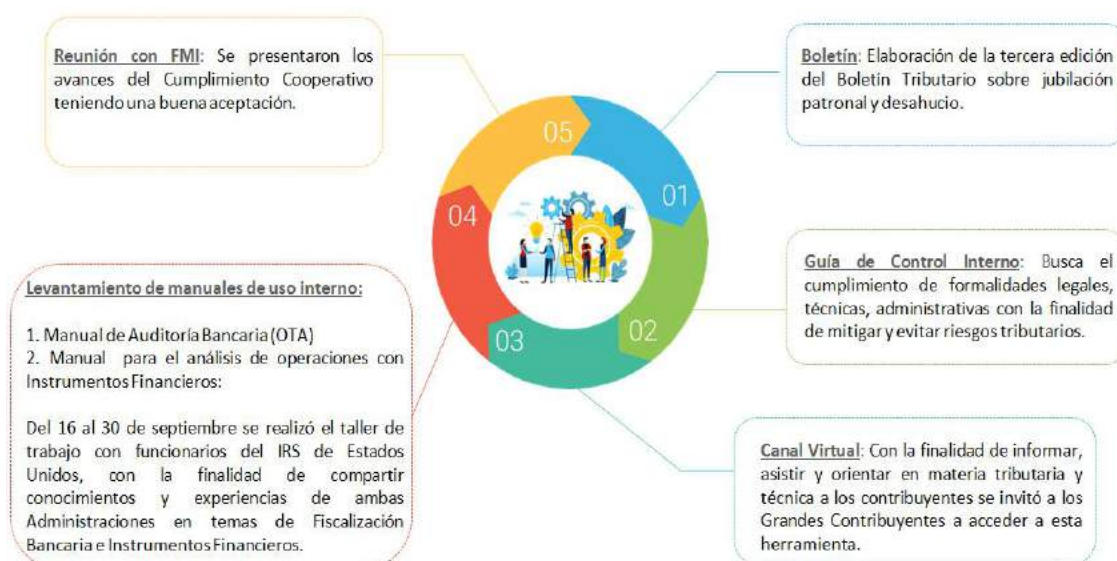 Reunión con FMI: Se presentaron los
avances del Cumplimiento Cooperativo
teniendo una buena aceptación.
Boletín: Elaboración de la tercera edición
del Boletín Tributario sobre jubilación
patronal y desahucio.
05
01
04
02
03
Guía de Control Interno: Busca el
cumplimiento de formalidades legales,
técnicas, administrativas con la finalidad
de mitigar y evitar riesgos tributarios.
Levantamiento de manuales de uso interno:
1. Manual de Auditoría Bancaria (OTA)
2. Manual para el análisis de operaciones con
Instrumentos Financieros:
Del 16 al 30 de septiembre se realizó el taller de
trabajo con funcionarios del IRS de Estados
Unidos, con la finalidad de compartir
conocimientos y experiencias de ambas
Administraciones en temas de Fiscalización
Bancaria e Instrumentos Financieros.
Canal Virtual: Con la finalidad de informar,
asistir y orientar en materia tributaria y
técnica a los contribuyentes se invitó a los
Grandes Contribuyentes a acceder a esta
herramienta.